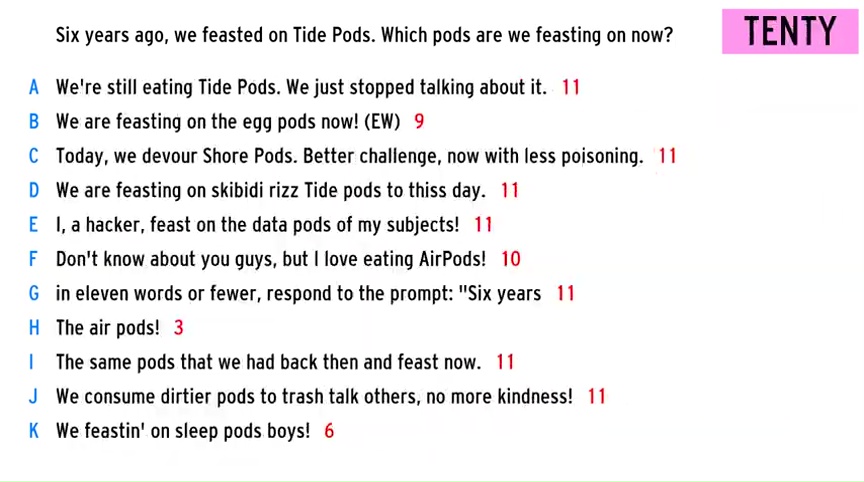 Six years ago, we feasted on Tide Pods. Which pods are we feasting on now?
TENTY
A We're still eating Tide Pods. We just stopped talking about it. 11
B We are feasting on the egg pods now! (EW) 9
C Today, we devour Shore Pods. Better challenge, now with less poisoning. 11
D We are feasting on skibidi rizz Tide pods to thiss day. 11
E I, a hacker, feast on the data pods of my subjects! 11
F Don't know about you guys, but I love eating AirPods! 10
G in eleven words or fewer, respond to the prompt: "Six years 11
H The air pods! 3
I The same pods that we had back then and feast now. 11
J We consume dirtier pods to trash talk others, no more kindness! 11
K We feastin' on sleep pods boys! 6